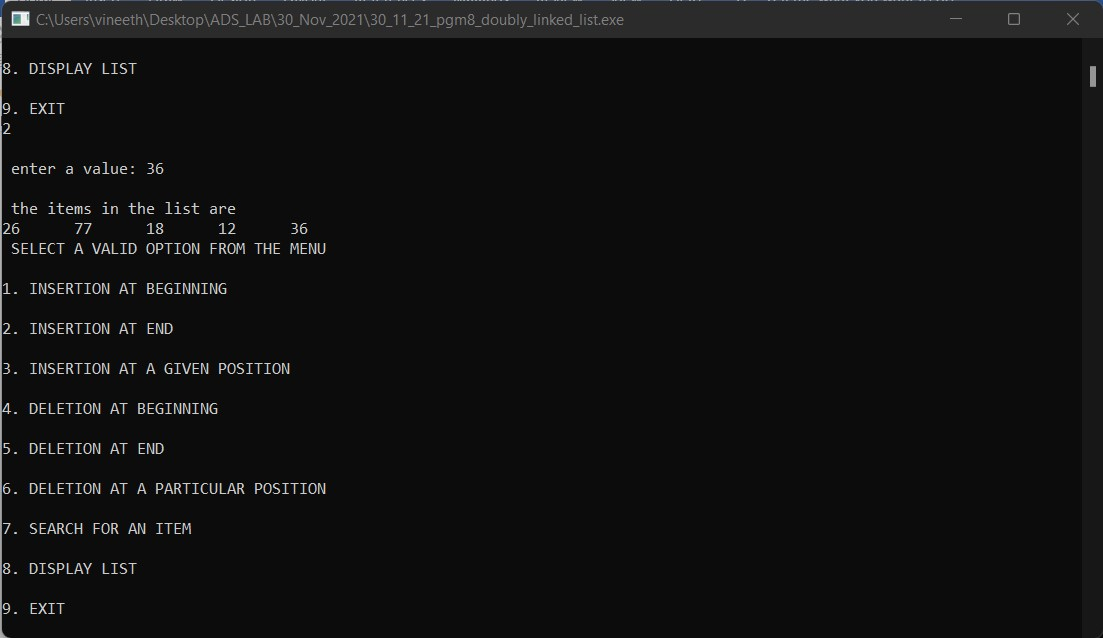 C:\Users\vineeth\Desktop\ADS_LAB\30_Nov_2021\30_11_21_pgm8_doubly_linked_list.exe
8. DISPLAY LIST
9. EXIT
2
enter a value: 36
the items in the list are
26 77 18 12 36
SELECT A VALID OPTION FROM THE MENU
1. INSERTION AT BEGINNING
2. INSERTION AT END
3. INSERTION AT A GIVEN POSITION
4. DELETION AT BEGINNING
5. DELETION AT END
6. DELETION AT A PARTICULAR POSITION
7. SEARCH FOR AN ITEM
8. DISPLAY LIST
9. EXIT